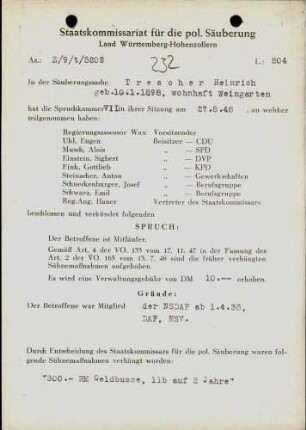 Staatskommissariat für die pol. Säuberung
Land Württemberg-Hohenzollern
Az.: Z/9/t/5202
232
L.: 204
In der Säuberungssache Trescher Heinrich
geb.10.1.1898, wohnhaft Weingarten
hat die Spruchkammer VII in ihrer Sitzung am 27.8.48 , an welcher
teilgenommen haben:
Regierungsassessor Wax Vorsitzender
Uhl, Eugen Beisitzer — CDU
Musch, Alois „ — SPD
Einstein, Sigbert „ — DVP
Fink, Gottlieb „ — KPD
Steinacher, Anton „ — Gewerkschaften
Schneckenburger, Josef „ — Berufsgruppe
Schwarz, Emil „ — Berufsgruppe
Reg.Ang. Hauer Vertreter des Staatskommissars
beschlossen und verkündet folgenden
SPRUCH:
Der Betroffene ist Mitläufer.
Gemäß Art. 4 der VO. 133 vom 17. 11. 47 in der Fassung des
Art. 2 der VO. 165 vom 13. 7. 48 sind die früher verhängten
Sühnemaßnahmen aufgehoben.
Es wird eine Verwaltungsgebühr von DM 10.-- erhoben.
Gründe:
Der Betroffene war Mitglied der NSDAP ab 1.4.38,
DAF, NSV.
Durch Entscheidung des Staatskommissars für die pol. Säuberung waren fol-
gende Sühnemaßnahmen verhängt worden:
"300.- RM Geldbusse, 11b auf 2 Jahre"